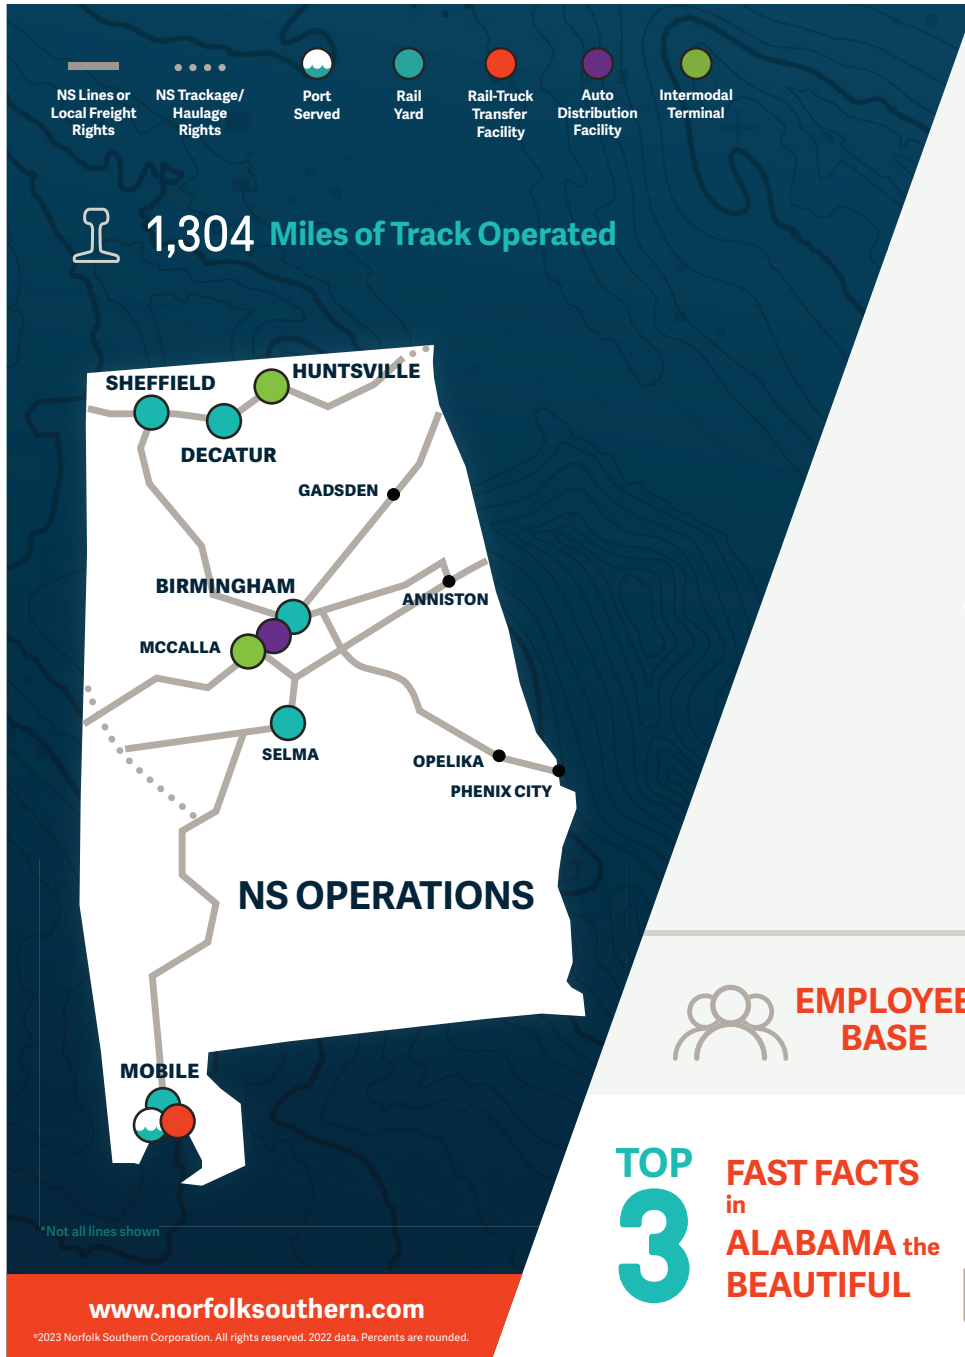 NS Lines or
Local Freight
Rights
NS Trackage/
Haulage
Rights
Port
Served
Rail
Yard
Rail-Truck
Transfer
Facility
Auto
Distribution
Facility
Intermodal
Terminal
1,304 Miles of Track Operated
HUNTSVILLE
SHEFFIELD
DECATUR
GADSDEN
BIRMINGHAM
ANNISTON
MCCALLA
SELMA
OPELIKA
PHENIX CITY
NS OPERATIONS
MOBILE
*Not all lines shown
EMPLOYEE
BASE
TOP
3
FAST FACTS
in
ALABAMA the
BEAUTIFUL
www.norfolksouthern.com
©2023 Norfolk Southern Corporation. All rights reserved. 2022 data. Percents are rounded.